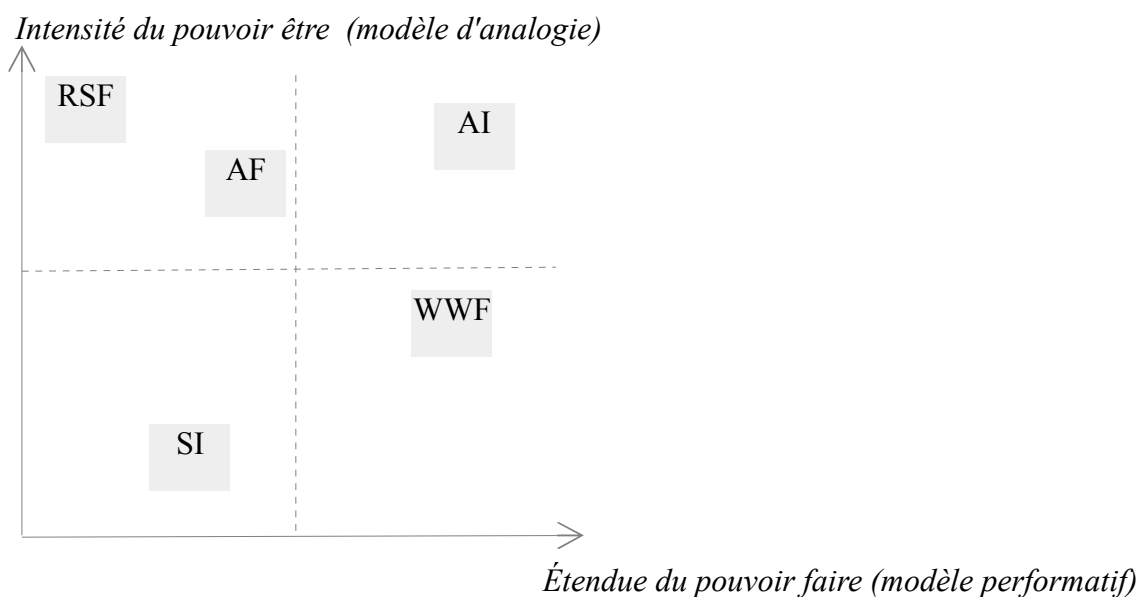 Intensité du pouvoir être (modèle d'analogie)
RSF
AI
AF
WWF
SI
Étendue du pouvoir faire (modèle performatif)